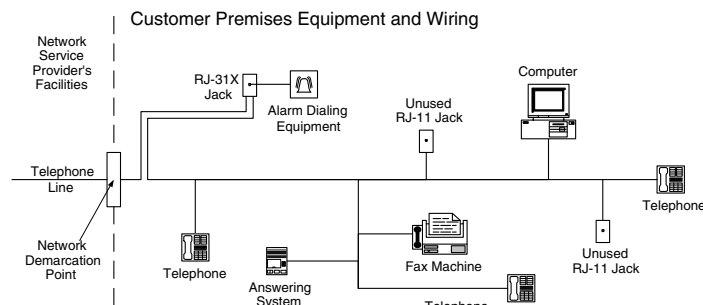 Customer Premises Equipment and Wiring
Network
Service
Provider's
Facilities
RJ-31X
Jack
Alarm Dialing
Equipment
Unused
RJ-11 Jack
Computer
Telephone
Line
Network
Demarcation
Point
Telephone
Answering
System
Fax Machine
Telephone
Unused
RJ-11 Jack
Telephone